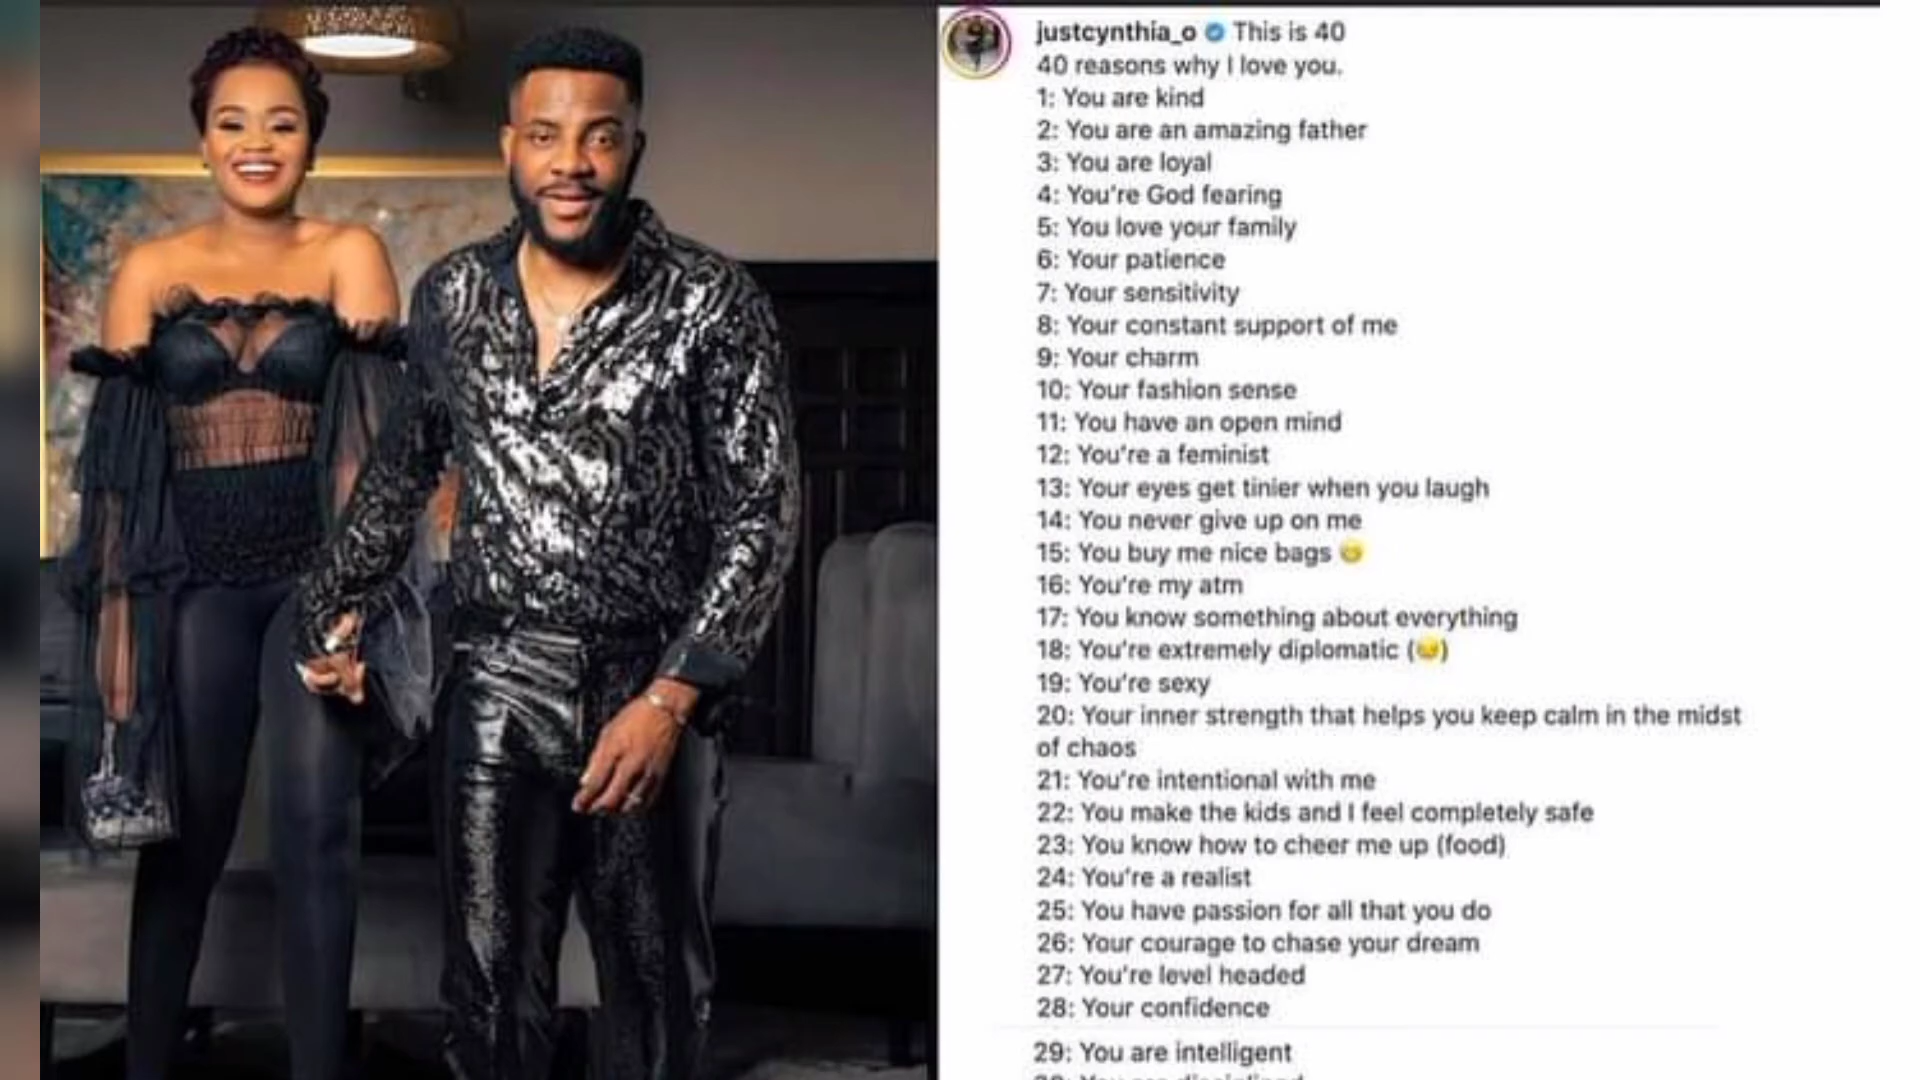 justcynthia_o This is 40
40 reasons why I love you.
1: You are kind
2: You are an amazing father
3: You are loyal
4: You're God fearing
5: You love your family
6: Your patience
7: Your sensitivity
8: Your constant support of me
9: Your charm
10: Your fashion sense
11: You have an open mind
12: You're a feminist
13: Your eyes get tinier when you laugh
14: You never give up on me
15: You buy me nice bags 😊
16: You're my atm
17: You know something about everything
18: You're extremely diplomatic (😂)
19: You're sexy
20: Your inner strength that helps you keep calm in the midst
of chaos
21: You're intentional with me
22: You make the kids and I feel completely safe
23: You know how to cheer me up (food)
24: You're a realist
25: You have passion for all that you do
26: Your courage to chase your dream
27: You're level headed
28: Your confidence
29: You are intelligent